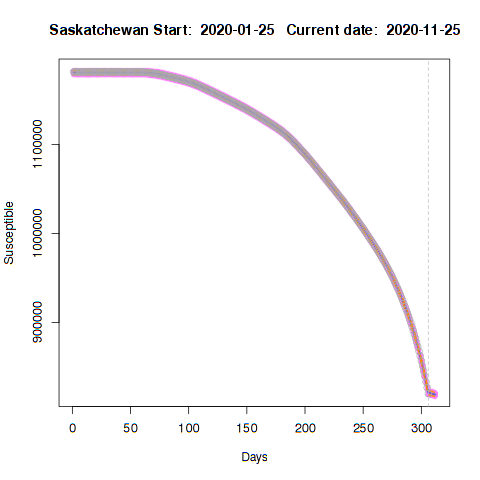 Saskatchewan Start:  2020-01-25   Current date:  2020-11-25
1100000
1000000
900000
Susceptible
0 50 100 150 200 250 300
Days